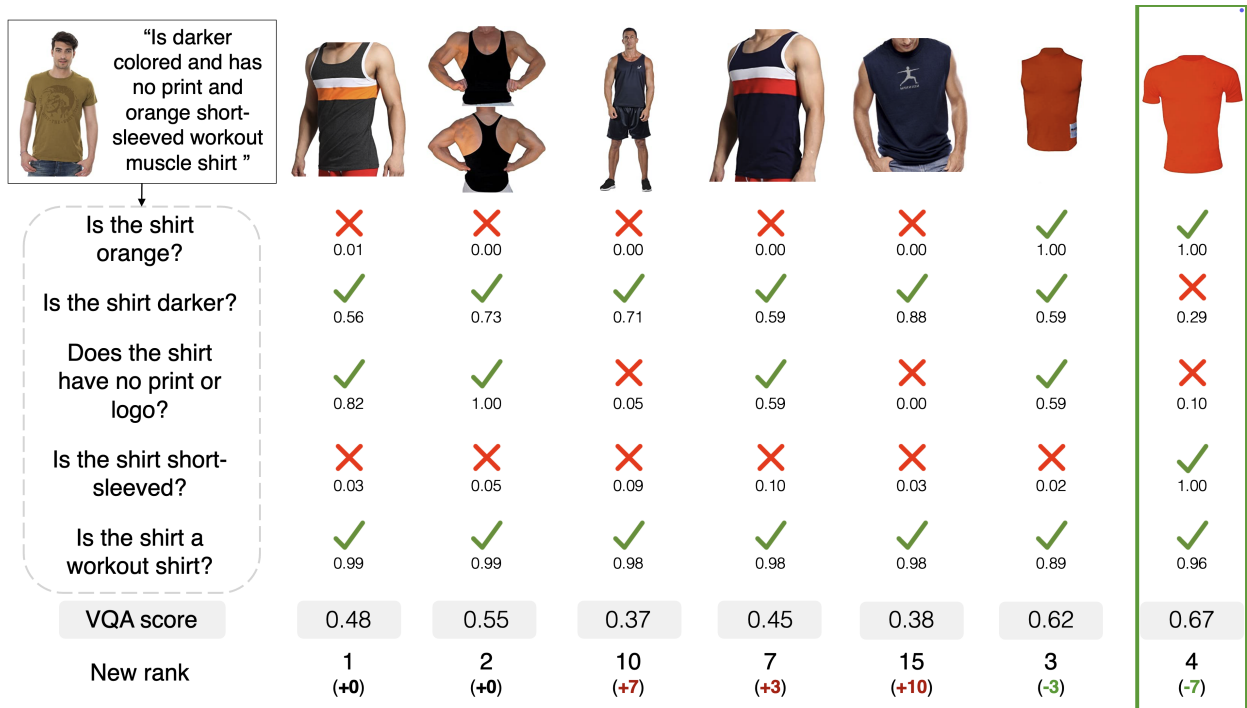 “Is darker
colored and has
no print and
orange short-
sleeved workout
muscle shirt ”
Is the shirt
orange?
0.01 0.00 0.00 0.00 0.00 1.00 1.00
Is the shirt darker?
0.56 0.73 0.71 0.59 0.88 0.59 0.29
Does the shirt
have no print or
logo?
0.82 1.00 0.05 0.59 0.00 0.59 0.10
Is the shirt short-
sleeved?
0.03 0.05 0.09 0.10 0.03 0.02 1.00
Is the shirt a
workout shirt?
0.99 0.99 0.98 0.98 0.98 0.89 0.96
VQA score 0.48 0.55 0.37 0.45 0.38 0.62 0.67
New rank 1 2 10 7 15 3 4
(+0) (+0) (+7) (+3) (+10) (-3) (-7)